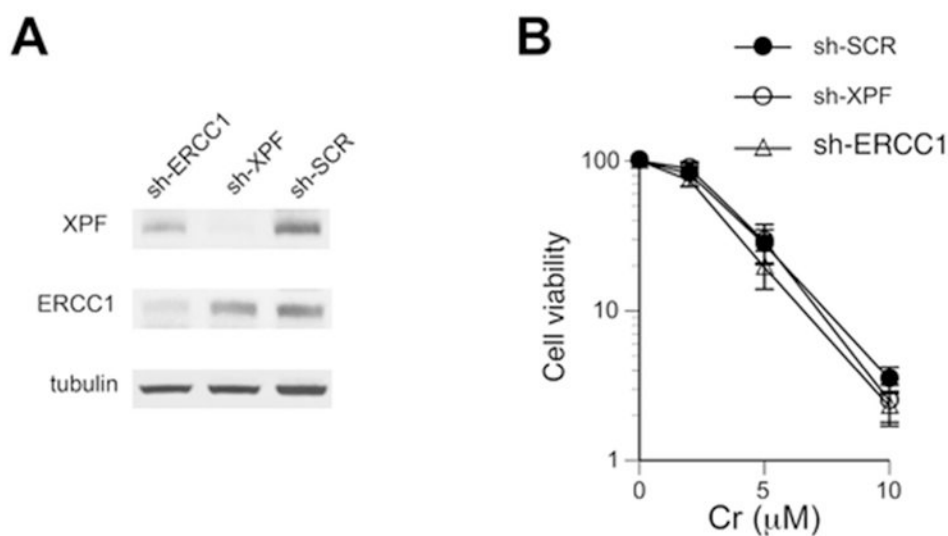 A
sh-ERCC1
sh-XPF
sh-SCR
XPF
ERCC1
tubulin
B
sh-SCR
sh-XPF
sh-ERCC1
100
10
1
Cell viability
0
5
10
Cr (μM)